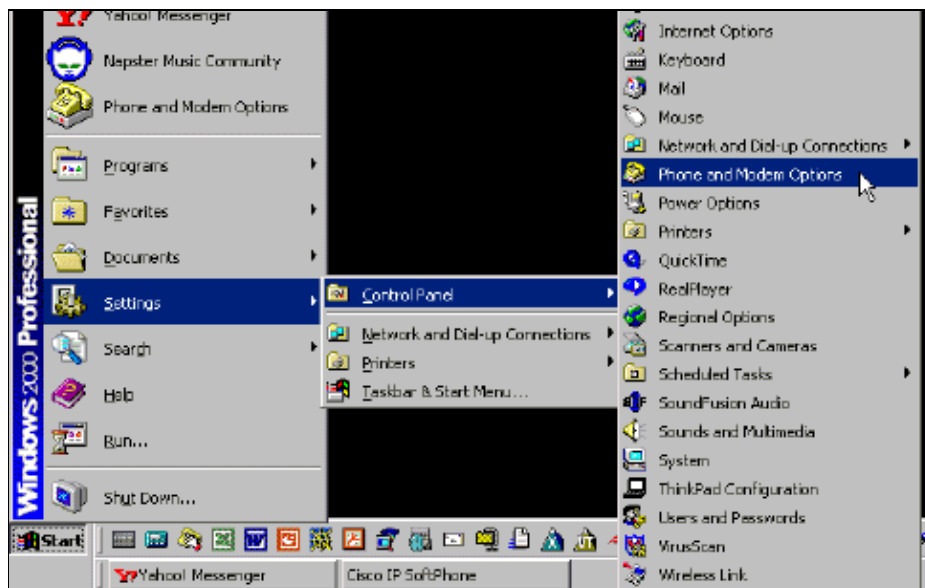 Yahoo! Messenger
Napster Music Community
Phone and Modem Options
Programs
Favorites
Documents
Settings
Search
Help
Run...
Shut Down...
Windows 2000 Professional
Control Panel
Network and Dial-up Connections
Printers
Taskbar & Start Menu...
Internet Options
Keyboard
Mail
Mouse
Network and Dial-up Connections
Phone and Modem Options
Power Options
Printers
QuickTime
RealPlayer
Regional Options
Scanners and Cameras
Scheduled Tasks
SoundFusion Audio
Sounds and Multimedia
System
ThinkPad Configuration
Users and Passwords
VirusScan
Wireless Link
Start
Yahoo! Messenger
Cisco IP SoftPhone